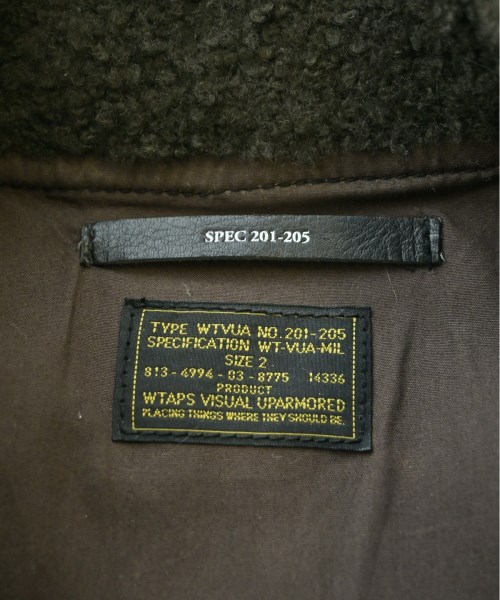 SPEC 201-205
TYPE WTVUA NO. 201-205
SPECIFICATION WT-VUA-MIL
SIZE 2
813-4994-03-8775 14336
PRODUCT
WTAPS VISUAL UPARMORED
PLACING THINGS WHERE THEY SHOULD BE.